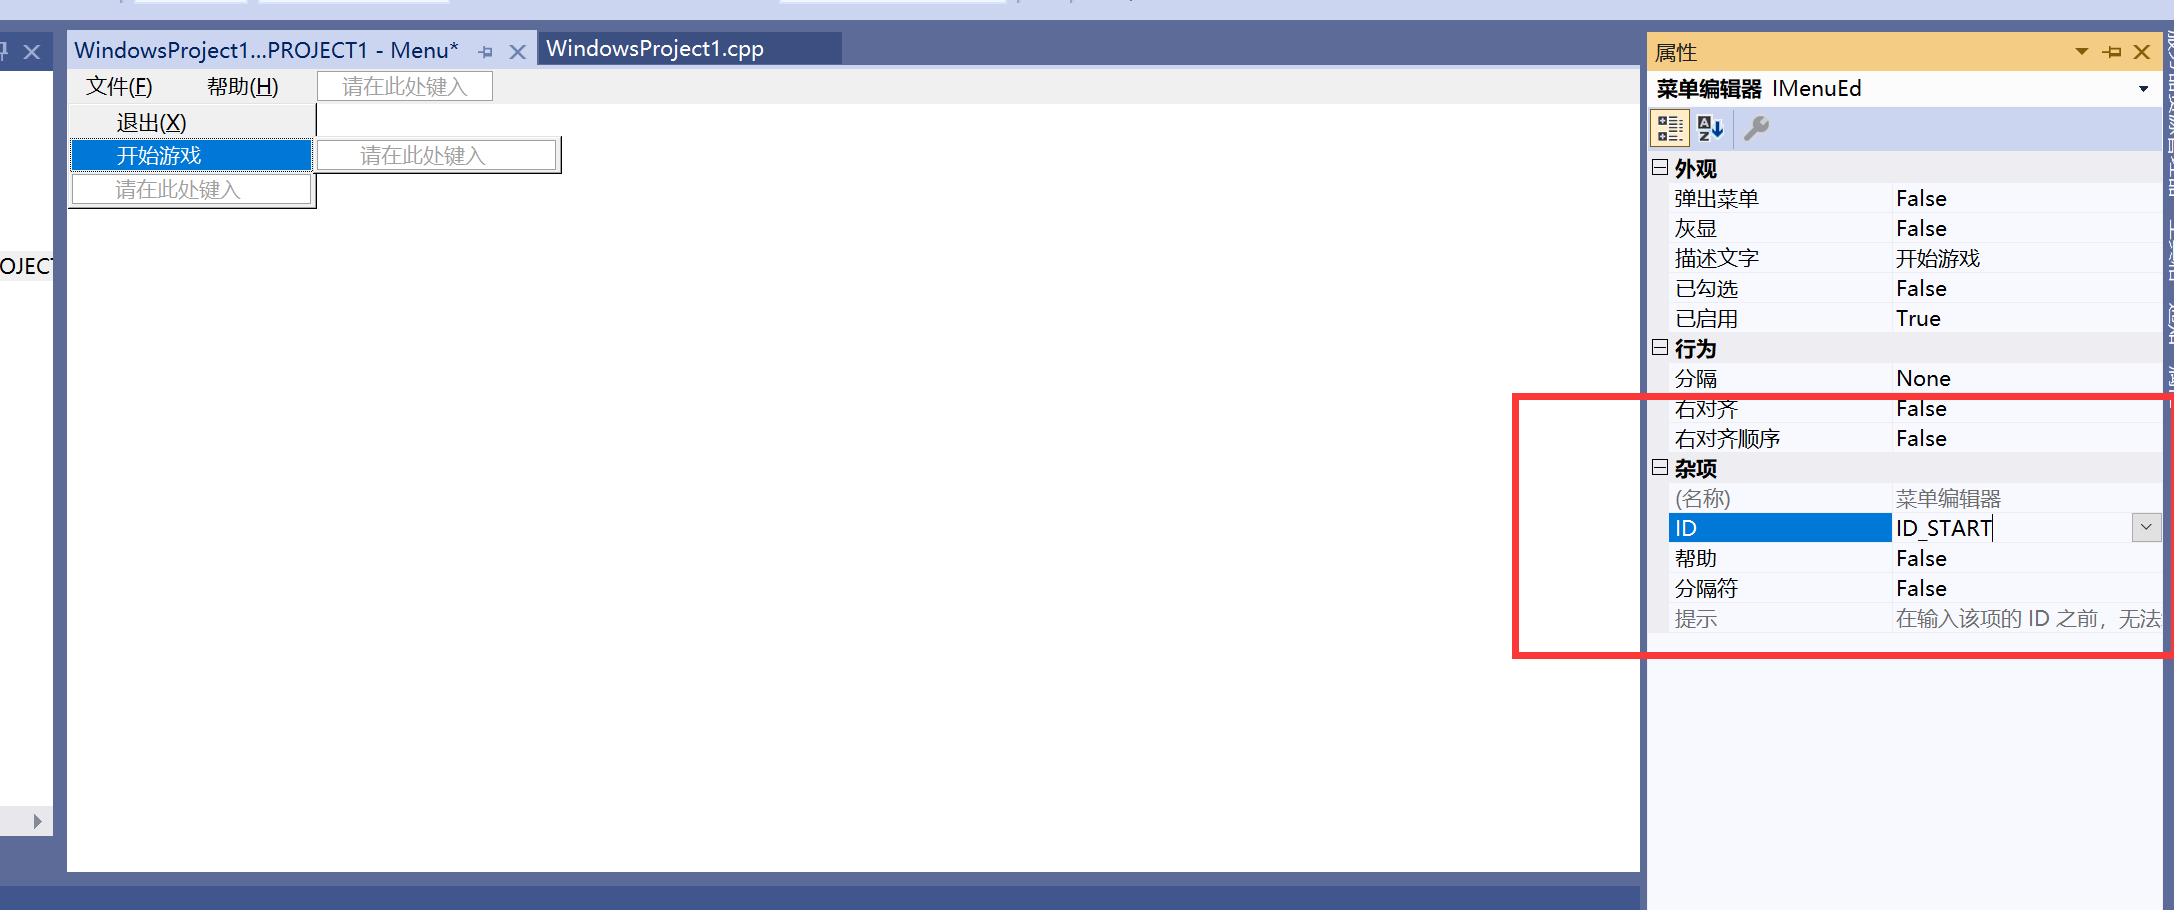 WindowsProject1...PROJECT1 - Menu*
WindowsProject1.cpp
文件(F)
帮助(H)
请在此处键入
退出(X)
开始游戏
请在此处键入
请在此处键入
OJECT
属性
菜单编辑器 IMenuEd
外观
弹出菜单 False
灰显 False
描述文字 开始游戏
已勾选 False
已启用 True
行为
分隔 None
右对齐 False
右对齐顺序 False
杂项
(名称) 菜单编辑器
ID ID_START
帮助 False
分隔符 False
提示 在输入该项的 ID 之前，无法